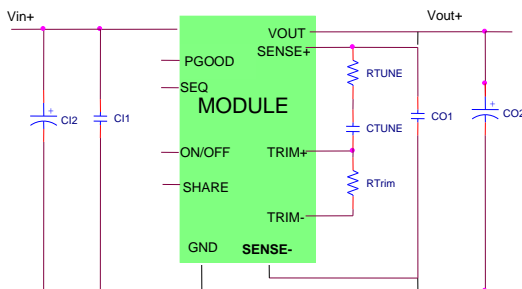 Vin+
Vout+
VOUT
SENSE+
PGOOD
RTUNE
SEQ
MODULE
CI2
CI1
CTUNE
CO1
CO2
ON/OFF
TRIM+
SHARE
RTrim
TRIM-
GND
SENSE-